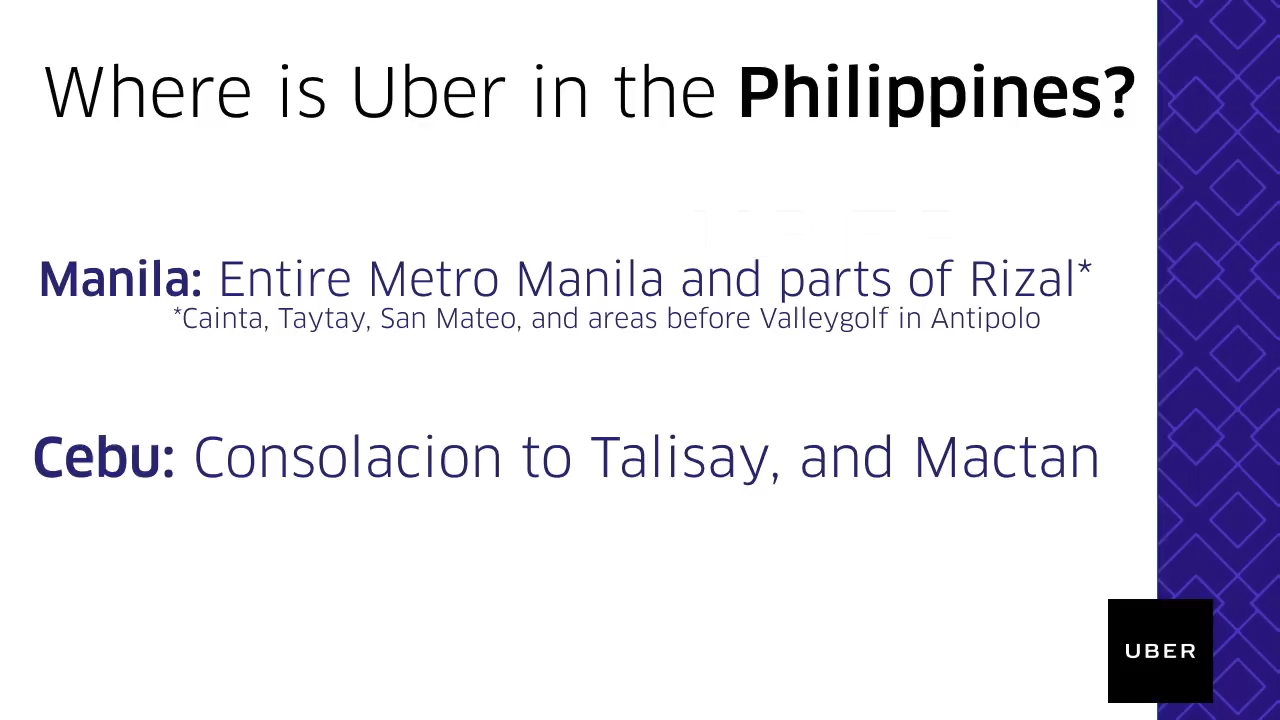 Where is Uber in the Philippines?
Manila: Entire Metro Manila and parts of Rizal*
*Cainta, Taytay, San Mateo, and areas before Valleygolf in Antipolo
Cebu: Consolacion to Talisay, and Mactan
UBER